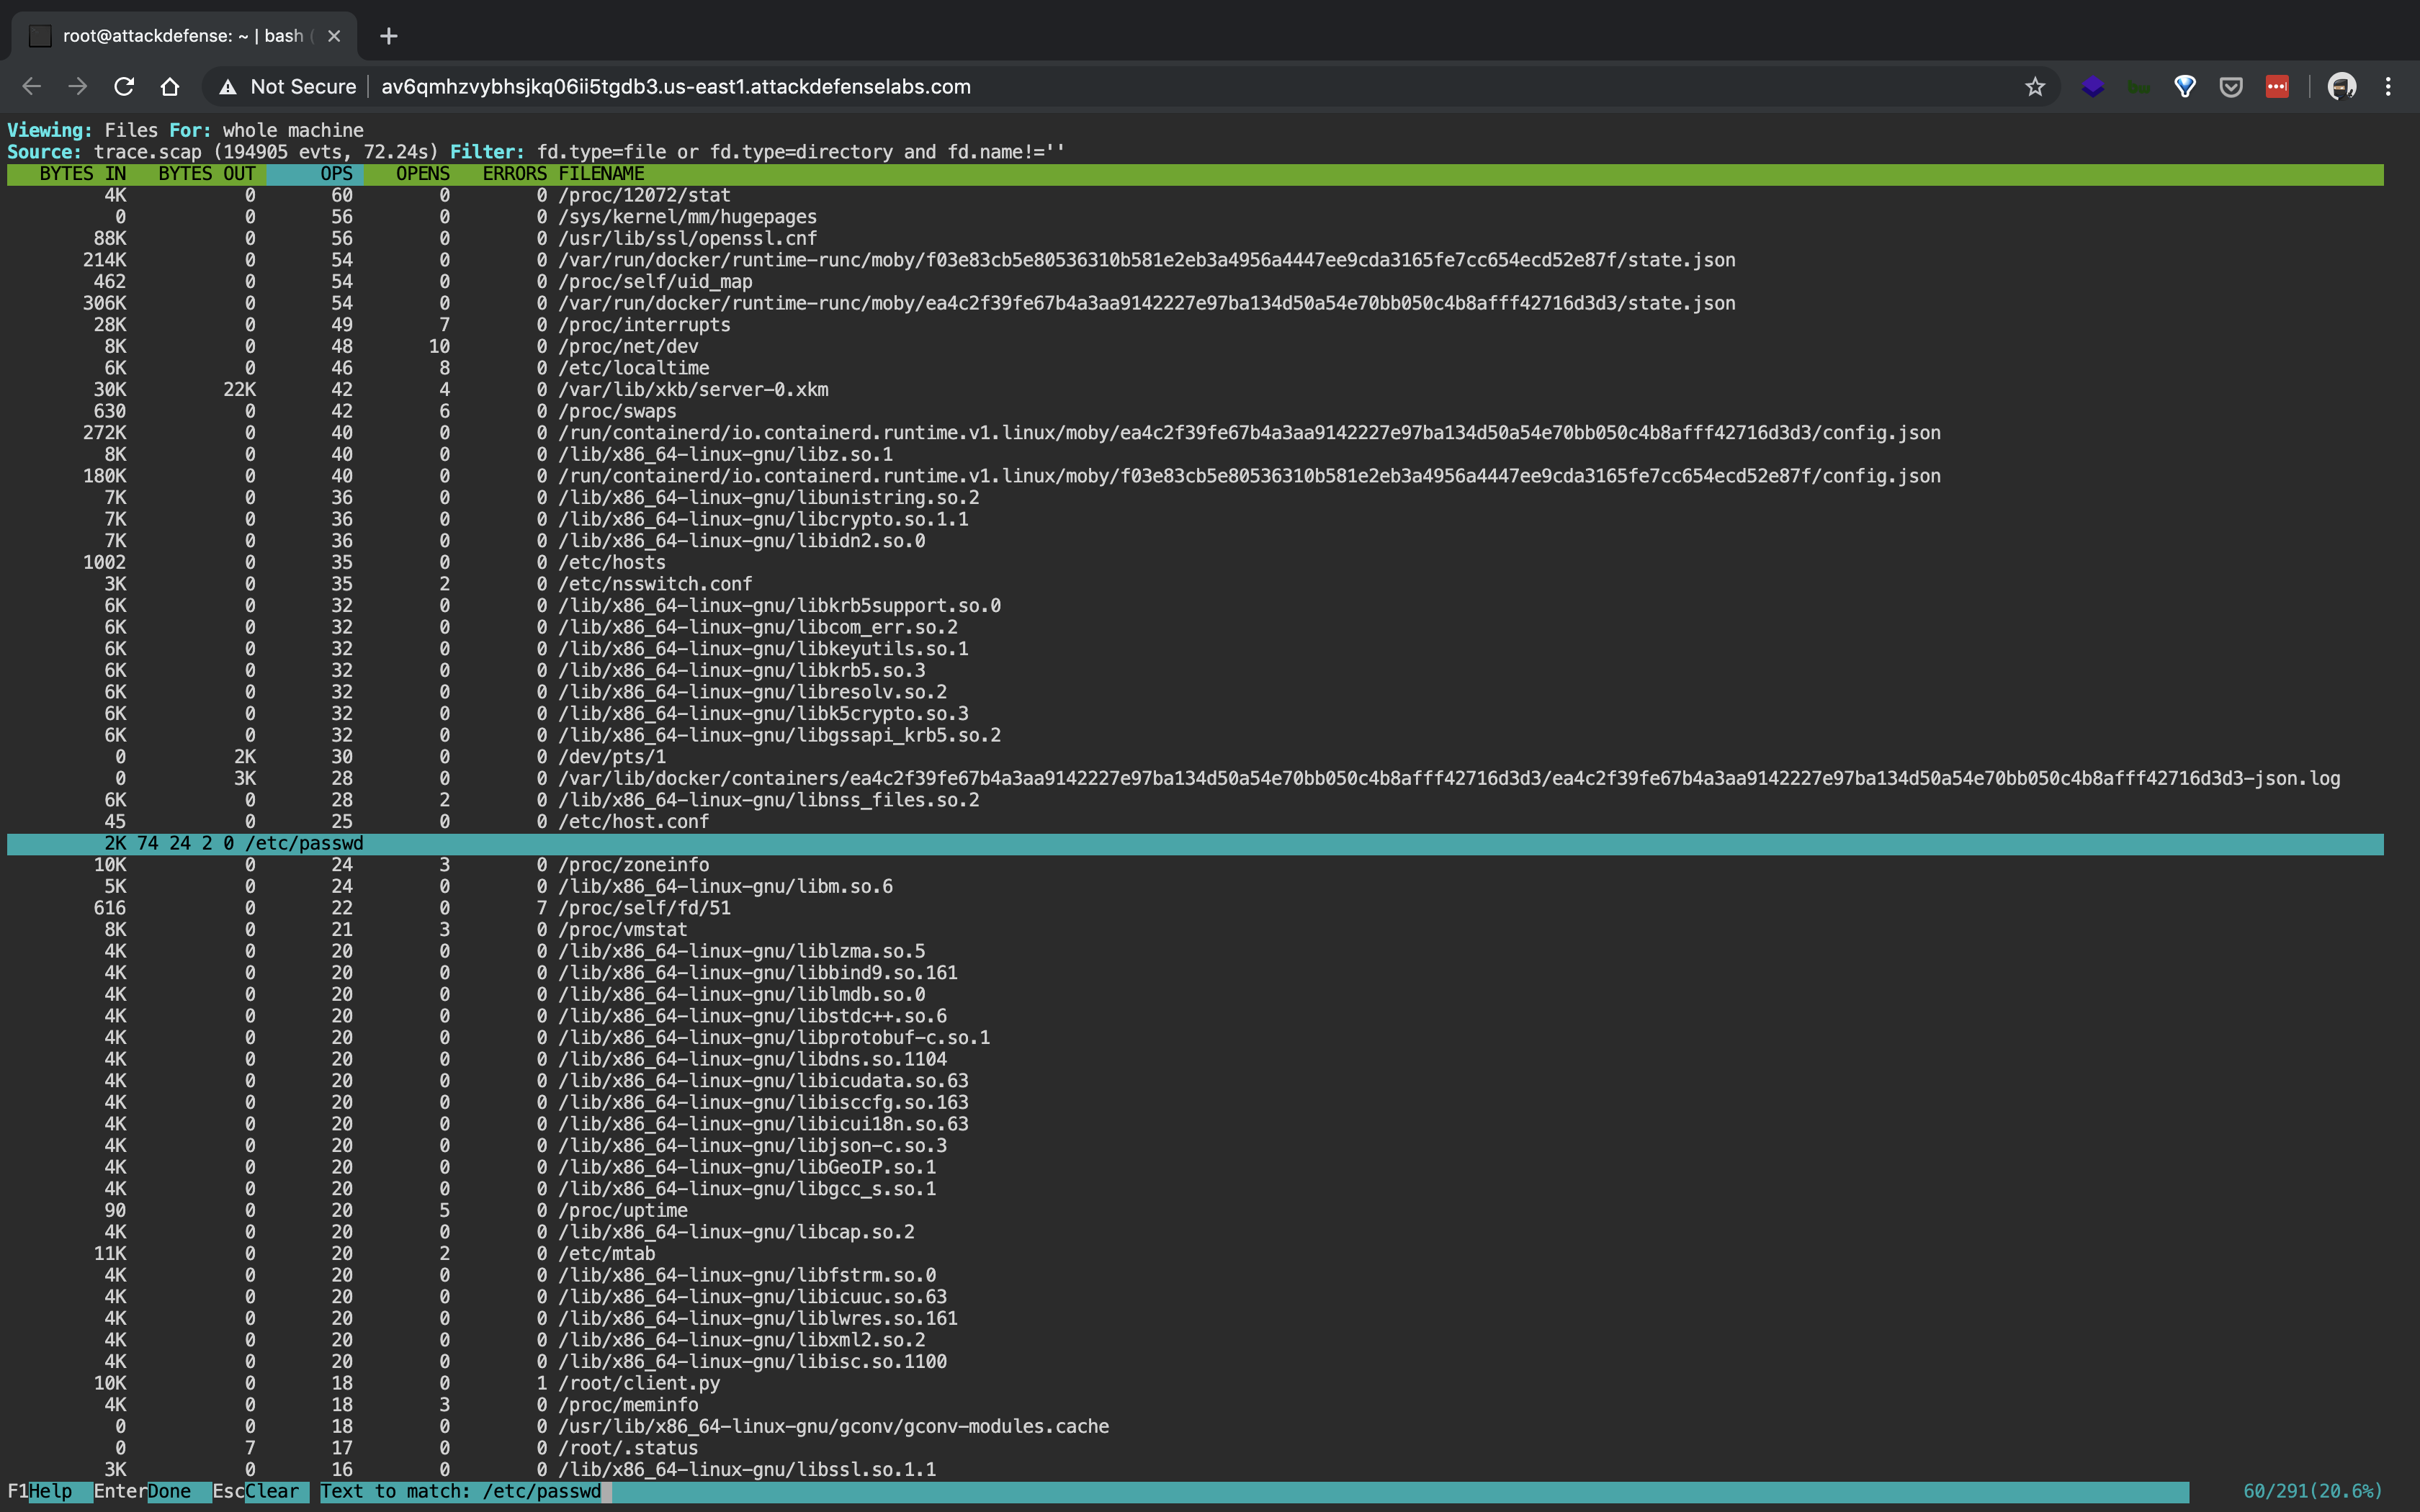 root@attackdefense: ~ | bash (
Not Secure av6qmhzvybhsjkq06ii5tgdb3.us-east1.attackdefenselabs.com
Viewing: Files For: whole machine
Source: trace.scap (194905 evts, 72.24s) Filter: fd.type=file or fd.type=directory and fd.name!=''
BYTES IN BYTES OUT OPS OPENS ERRORS FILENAME
4K 0 60 0 0 /proc/12072/stat
0 0 56 0 0 /sys/kernel/mm/hugepages
88K 0 56 0 0 /usr/lib/ssl/openssl.cnf
214K 0 54 0 0 /var/run/docker/runtime-runc/moby/f03e83cb5e80536310b581e2eb3a4956a4447ee9cda3165fe7cc654ecd52e87f/state.json
462 0 54 0 0 /proc/self/uid_map
306K 0 54 0 0 /var/run/docker/runtime-runc/moby/ea4c2f39fe67b4a3aa9142227e97ba134d50a54e70bb050c4b8afff42716d3d3/state.json
28K 0 49 7 0 /proc/interrupts
8K 0 48 10 0 /proc/net/dev
6K 0 46 8 0 /etc/localtime
30K 22K 42 4 0 /var/lib/xkb/server-0.xkm
630 0 42 6 0 /proc/swaps
272K 0 40 0 0 /run/containerd/io.containerd.runtime.v1.linux/moby/ea4c2f39fe67b4a3aa9142227e97ba134d50a54e70bb050c4b8afff42716d3d3/config.json
8K 0 40 0 0 /lib/x86_64-linux-gnu/libz.so.1
180K 0 40 0 0 /run/containerd/io.containerd.runtime.v1.linux/moby/f03e83cb5e80536310b581e2eb3a4956a4447ee9cda3165fe7cc654ecd52e87f/config.json
7K 0 36 0 0 /lib/x86_64-linux-gnu/libunistring.so.2
7K 0 36 0 0 /lib/x86_64-linux-gnu/libcrypto.so.1.1
7K 0 36 0 0 /lib/x86_64-linux-gnu/libidn2.so.0
1002 0 35 0 0 /etc/hosts
3K 0 35 2 0 /etc/nsswitch.conf
6K 0 32 0 0 /lib/x86_64-linux-gnu/libkrb5support.so.0
6K 0 32 0 0 /lib/x86_64-linux-gnu/libcom_err.so.2
6K 0 32 0 0 /lib/x86_64-linux-gnu/libkeyutils.so.1
6K 0 32 0 0 /lib/x86_64-linux-gnu/libkrb5.so.3
6K 0 32 0 0 /lib/x86_64-linux-gnu/libresolv.so.2
6K 0 32 0 0 /lib/x86_64-linux-gnu/libk5crypto.so.3
6K 0 32 0 0 /lib/x86_64-linux-gnu/libgssapi_krb5.so.2
0 2K 30 0 0 /dev/pts/1
0 3K 28 0 0 /var/lib/docker/containers/ea4c2f39fe67b4a3aa9142227e97ba134d50a54e70bb050c4b8afff42716d3d3/ea4c2f39fe67b4a3aa9142227e97ba134d50a54e70bb050c4b8afff42716d3d3-json.log
6K 0 28 2 0 /lib/x86_64-linux-gnu/libnss_files.so.2
45 0 25 0 0 /etc/host.conf
2K 74 24 2 0 /etc/passwd
10K 0 24 3 0 /proc/zoneinfo
5K 0 24 0 0 /lib/x86_64-linux-gnu/libm.so.6
616 0 22 0 7 /proc/self/fd/51
8K 0 21 3 0 /proc/vmstat
4K 0 20 0 0 /lib/x86_64-linux-gnu/liblzma.so.5
4K 0 20 0 0 /lib/x86_64-linux-gnu/libbind9.so.161
4K 0 20 0 0 /lib/x86_64-linux-gnu/liblmdb.so.0
4K 0 20 0 0 /lib/x86_64-linux-gnu/libstdc++.so.6
4K 0 20 0 0 /lib/x86_64-linux-gnu/libprotobuf-c.so.1
4K 0 20 0 0 /lib/x86_64-linux-gnu/libdns.so.1104
4K 0 20 0 0 /lib/x86_64-linux-gnu/libicudata.so.63
4K 0 20 0 0 /lib/x86_64-linux-gnu/libisccfg.so.163
4K 0 20 0 0 /lib/x86_64-linux-gnu/libicui18n.so.63
4K 0 20 0 0 /lib/x86_64-linux-gnu/libjson-c.so.3
4K 0 20 0 0 /lib/x86_64-linux-gnu/libGeoIP.so.1
4K 0 20 0 0 /lib/x86_64-linux-gnu/libgcc_s.so.1
90 0 20 5 0 /proc/uptime
4K 0 20 0 0 /lib/x86_64-linux-gnu/libcap.so.2
11K 0 20 2 0 /etc/mtab
4K 0 20 0 0 /lib/x86_64-linux-gnu/libfstrm.so.0
4K 0 20 0 0 /lib/x86_64-linux-gnu/libicuuc.so.63
4K 0 20 0 0 /lib/x86_64-linux-gnu/liblwres.so.161
4K 0 20 0 0 /lib/x86_64-linux-gnu/libxml2.so.2
4K 0 20 0 0 /lib/x86_64-linux-gnu/libisc.so.1100
10K 0 18 0 1 /root/client.py
4K 0 18 3 0 /proc/meminfo
0 0 18 0 0 /usr/lib/x86_64-linux-gnu/gconv/gconv-modules.cache
0 7 17 0 0 /root/.status
3K 0 16 0 0 /lib/x86_64-linux-gnu/libssl.so.1.1
F1Help EnterDone EscClear Text to match: /etc/passwd 60/291(20.6%)